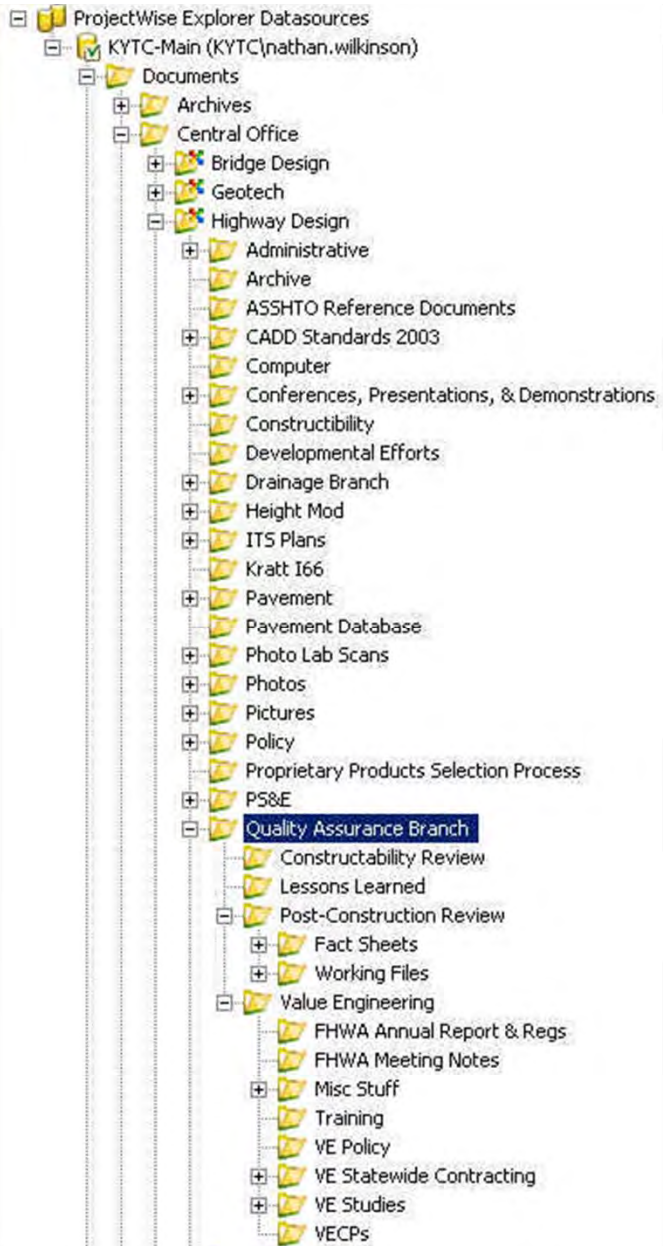 ProjectWise Explorer Datasources
KYTC-Main (KYTC\nathan.wilkinson)
Documents
Archives
Central Office
Bridge Design
Geotech
Highway Design
Administrative
Archive
ASSHTO Reference Documents
CADD Standards 2003
Computer
Conferences, Presentations, & Demonstrations
Constructibility
Developmental Efforts
Drainage Branch
Height Mod
ITS Plans
Kratt I66
Pavement
Pavement Database
Photo Lab Scans
Photos
Pictures
Policy
Proprietary Products Selection Process
PS&E
Quality Assurance Branch
Constructability Review
Lessons Learned
Post-Construction Review
Fact Sheets
Working Files
Value Engineering
FHWA Annual Report & Regs
FHWA Meeting Notes
Misc Stuff
Training
VE Policy
VE Statewide Contracting
VE Studies
VECPs